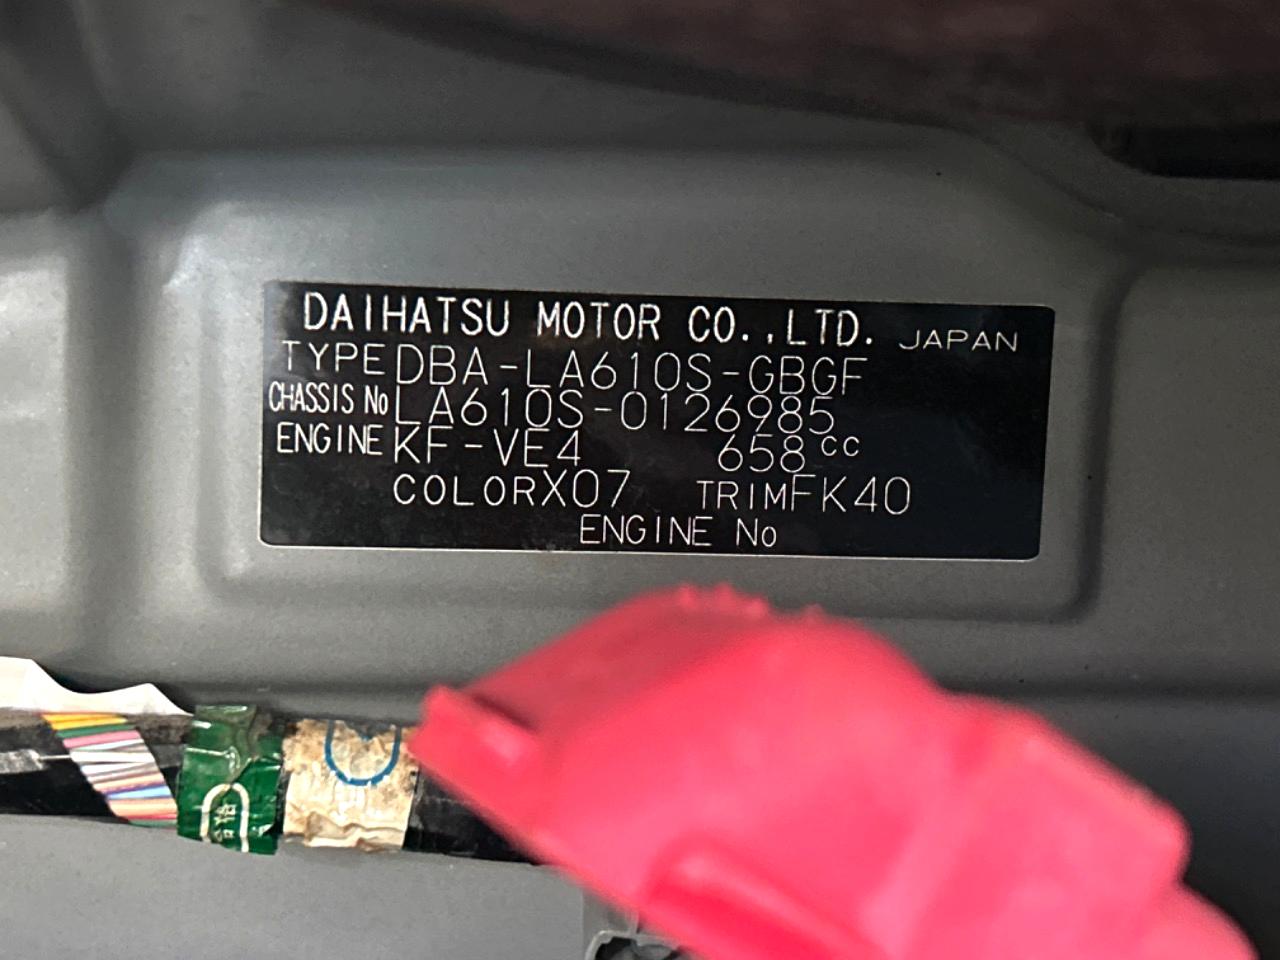 DAIHATSU MOTOR CO.,LTD. JAPAN
TYPE DBA-LA610S-GBGF
CHASSIS No LA610S-0126985
ENGINE KF-VE4 658cc
COLOR X07 TRIM FK40
ENGINE No